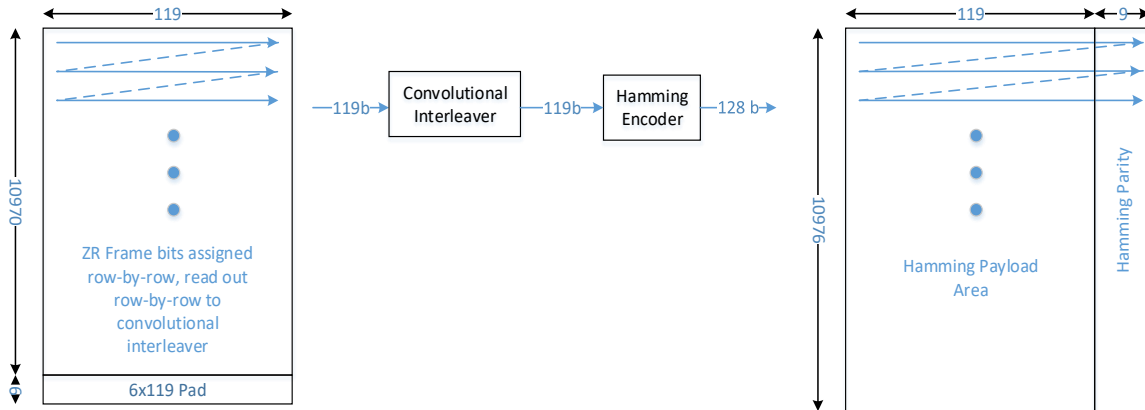 119
10970
ZR Frame bits assigned
row-by-row, read out
row-by-row to
convolutional
interleaver
6
6x119 Pad
119b
Convolutional
Interleaver
119b
Hamming
Encoder
128 b
119
9
10976
Hamming Payload
Area
Hamming Parity